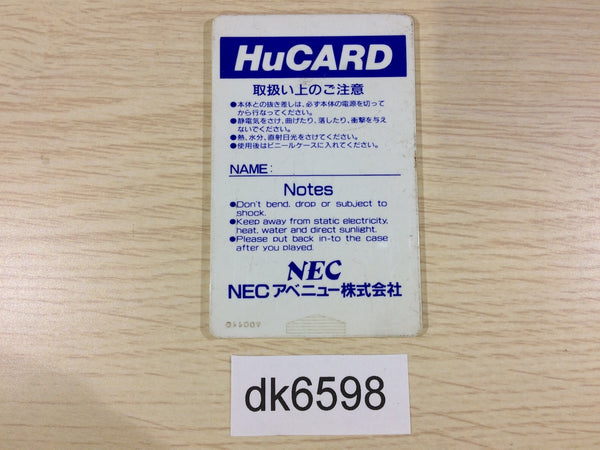 HuCARD
取扱い上のご注意
●本体との抜き差しは、必ず本体の電源を切って
から行なってください。
●静電気をさけ、曲げたり、落したり、衝撃を与え
ないでください。
●熱、水分、直射日光をさけてください。
●使用後はビニールケースに入れてください。
NAME:
Notes
●Don't bend, drop or subject to
shock.
●Keep away from static electricity,
heat, water and direct sunlight.
●Please put back in-to the case
after you played.
NEC
NECアベニュー株式会社
dk6598